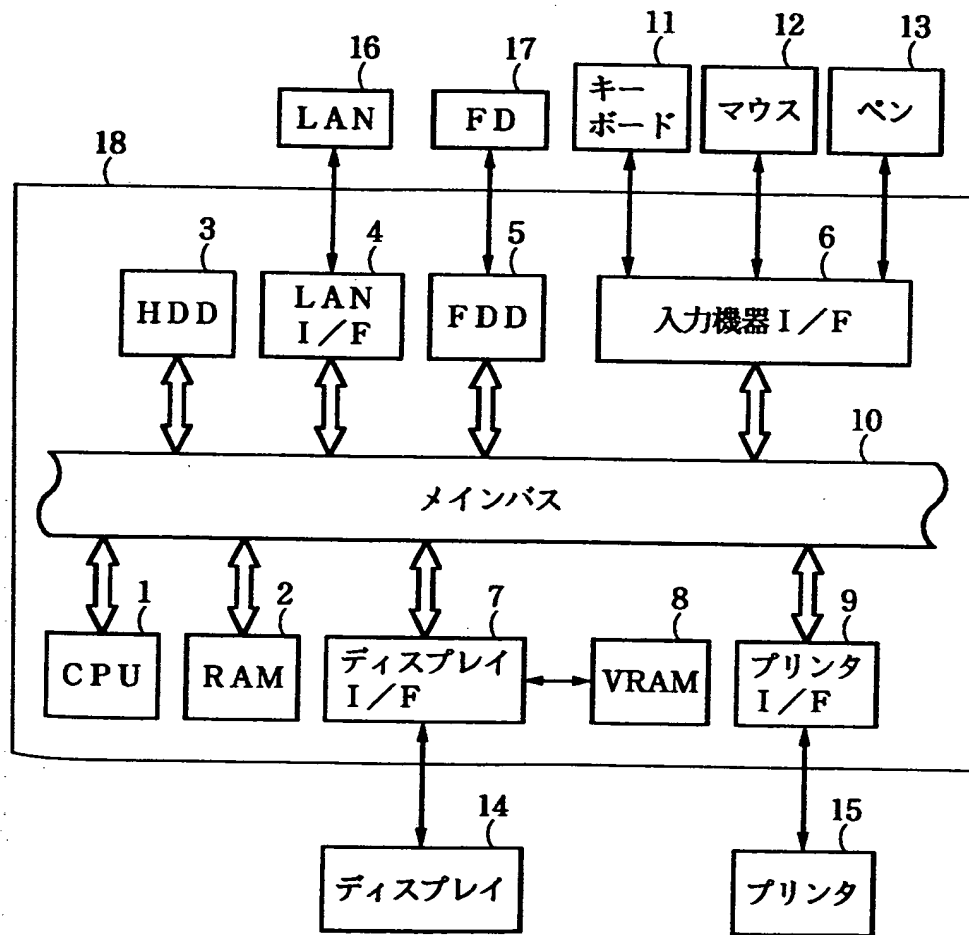 16
17
11
12
13
LAN
FD
キー
ボード
マウス
ペン
18
3
4
5
6
HDD
LAN
I/F
FDD
入力機器I/F
10
メインバス
1
2
7
8
9
CPU
RAM
ディスプレイ
I/F
VRAM
プリンタ
I/F
14
15
ディスプレイ
プリンタ